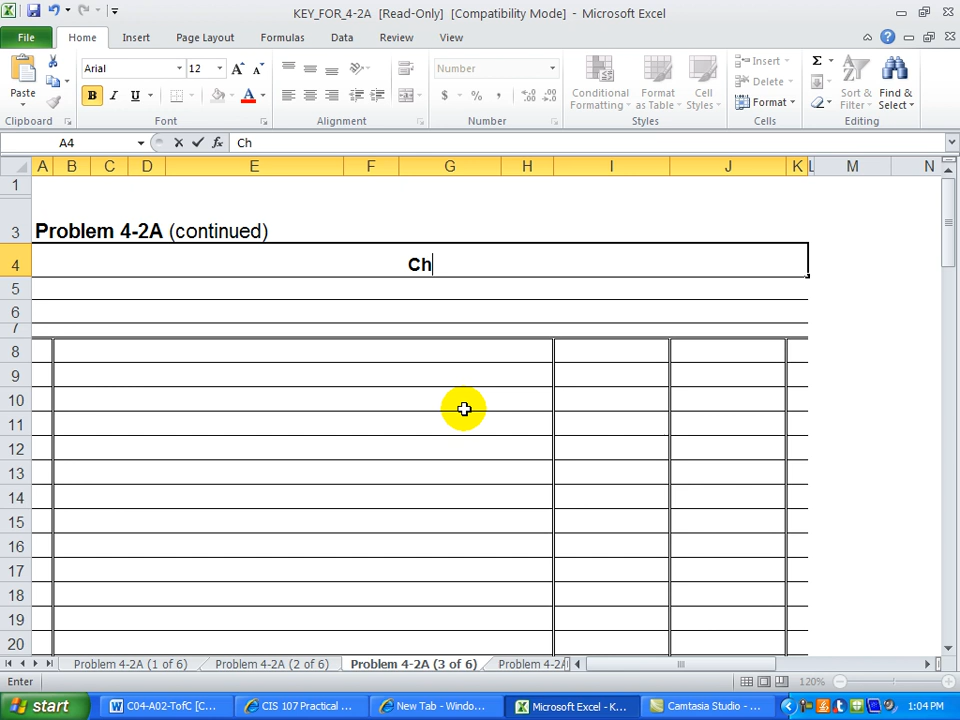 KEY_FOR_4-2A [Read-Only] [Compatibility Mode] - Microsoft Excel
File Home Insert Page Layout Formulas Data Review View
Paste
Clipboard
Arial 12
B I U
Font
Alignment
Number
$ % ,
Number
Conditional Formatting
Format as Table
Cell Styles
Styles
Insert
Delete
Format
Cells
Sort & Filter
Find & Select
Editing
A4 fx Ch
A B C D E F G H I J K L M N
1
3 Problem 4-2A (continued)
4 Ch
5
6
7
8
9
10
11
12
13
14
15
16
17
18
19
20
Problem 4-2A (1 of 6) Problem 4-2A (2 of 6) Problem 4-2A (3 of 6) Problem 4-2A
Enter 120%
start C04-A02-TofC [C... CIS 107 Practical ... New Tab - Windo... Microsoft Excel - K... Camtasia Studio - ... 1:04 PM